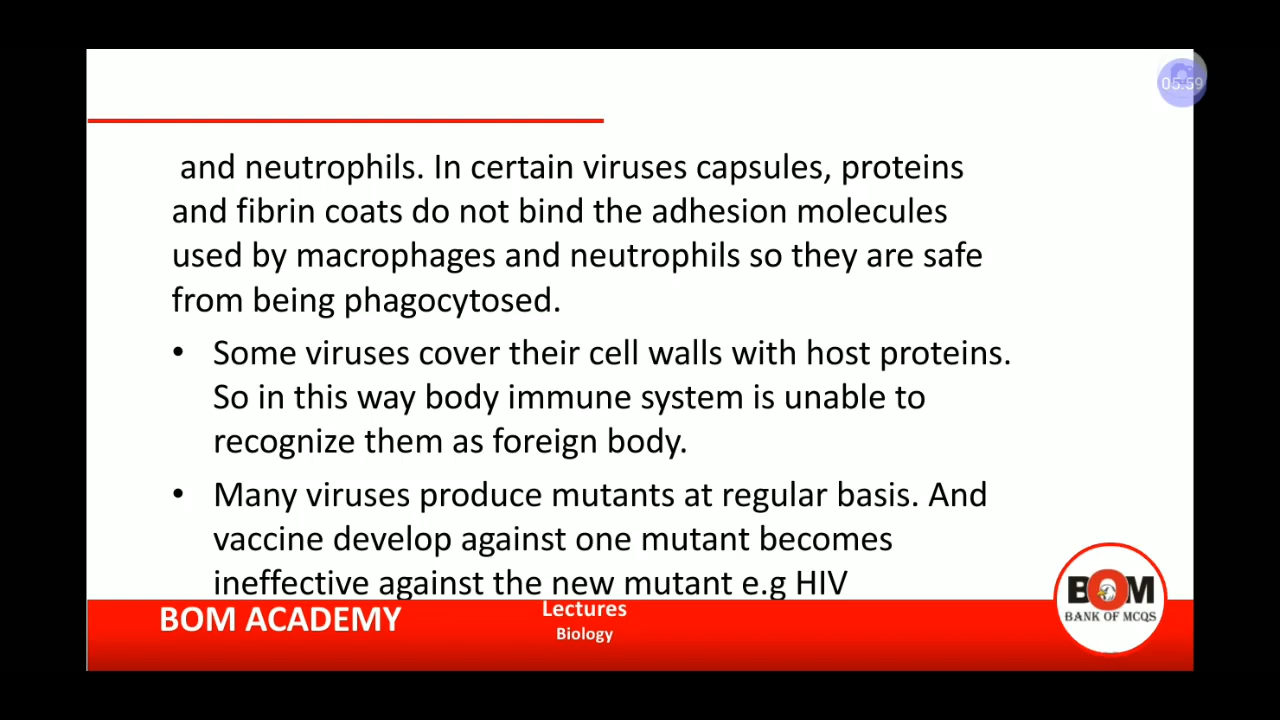 05:59
and neutrophils. In certain viruses capsules, proteins
and fibrin coats do not bind the adhesion molecules
used by macrophages and neutrophils so they are safe
from being phagocytosed.
• Some viruses cover their cell walls with host proteins.
So in this way body immune system is unable to
recognize them as foreign body.
• Many viruses produce mutants at regular basis. And
vaccine develop against one mutant becomes
ineffective against the new mutant e.g HIV
BOM ACADEMY
Lectures
Biology
BOM
BANK OF MCQS